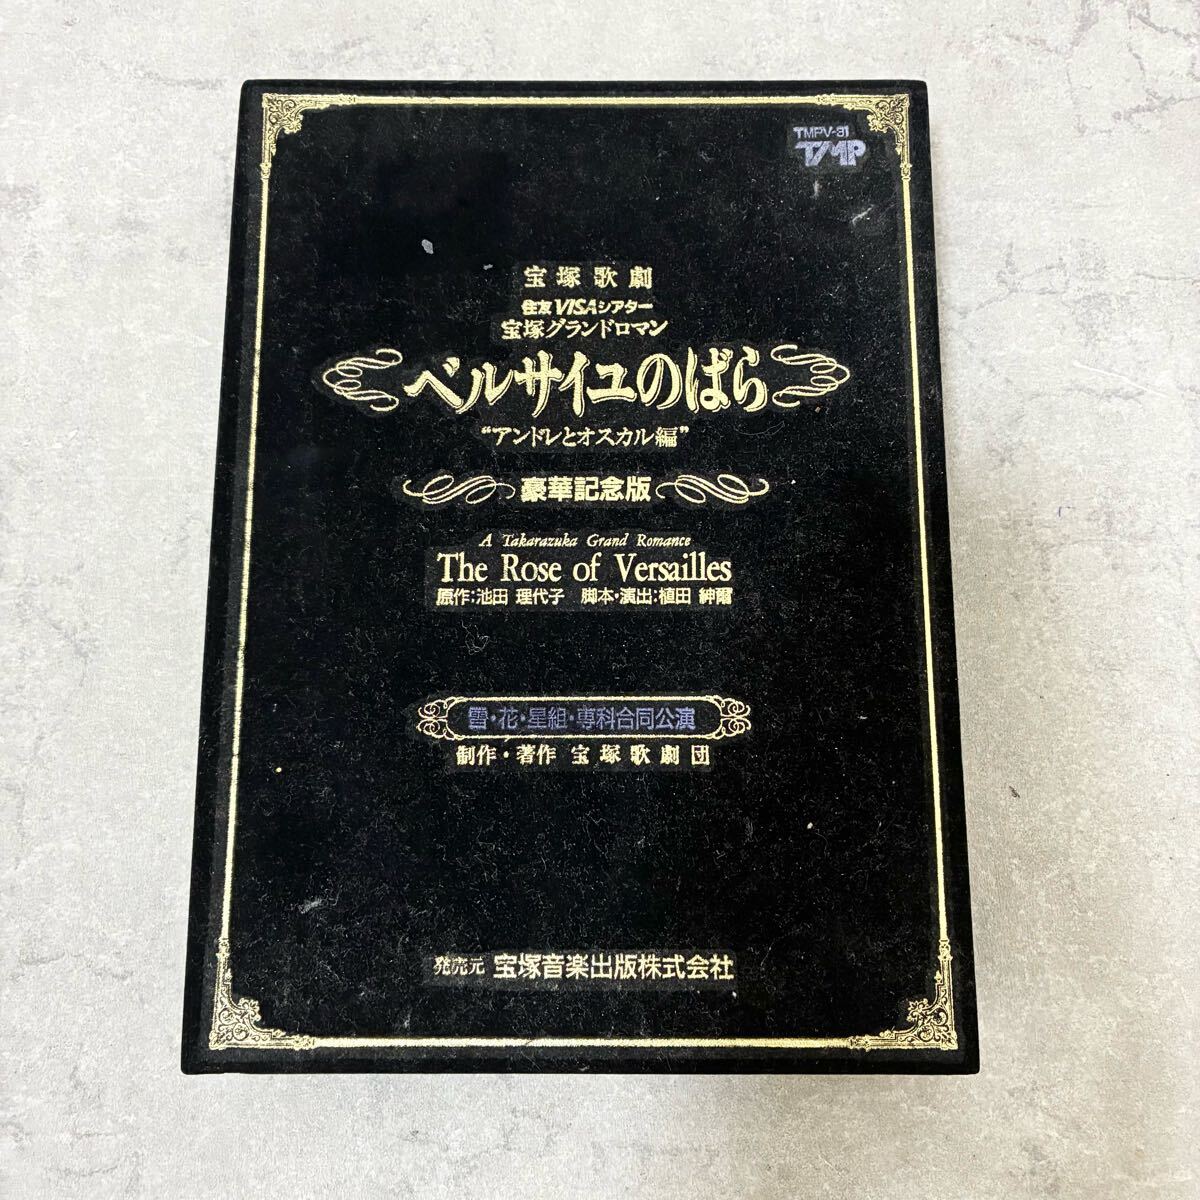 TMPV-31
TMP
宝塚歌劇
住友VISAシアター
宝塚グランドロマン
ベルサイユのばら
“アンドレとオスカル編”
豪華記念版
A Takarazuka Grand Romance
The Rose of Versailles
原作:池田 理代子 脚本・演出:植田 紳爾
雪・花・星組・専科合同公演
制作・著作 宝塚歌劇団
発売元 宝塚音楽出版株式会社